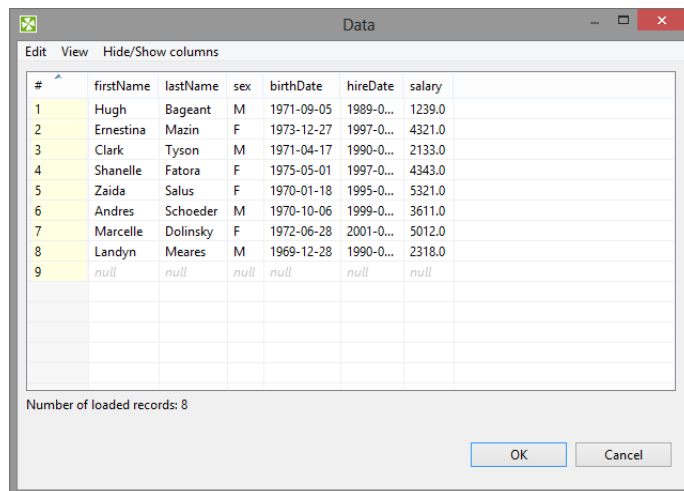 Data
Edit View Hide/Show columns
# firstName lastName sex birthDate hireDate salary
1 Hugh Bageant M 1971-09-05 1989-0... 1239.0
2 Ernestina Mazin F 1973-12-27 1997-0... 4321.0
3 Clark Tyson M 1971-04-17 1990-0... 2133.0
4 Shanelle Fatora F 1975-05-01 1997-0... 4343.0
5 Zaida Salus F 1970-01-18 1995-0... 5321.0
6 Andres Schoeder M 1970-10-06 1999-0... 3611.0
7 Marcelle Dolinsky F 1972-06-28 2001-0... 5012.0
8 Landyn Meares M 1969-12-28 1990-0... 2318.0
9 null null null null null null
Number of loaded records: 8
OK Cancel